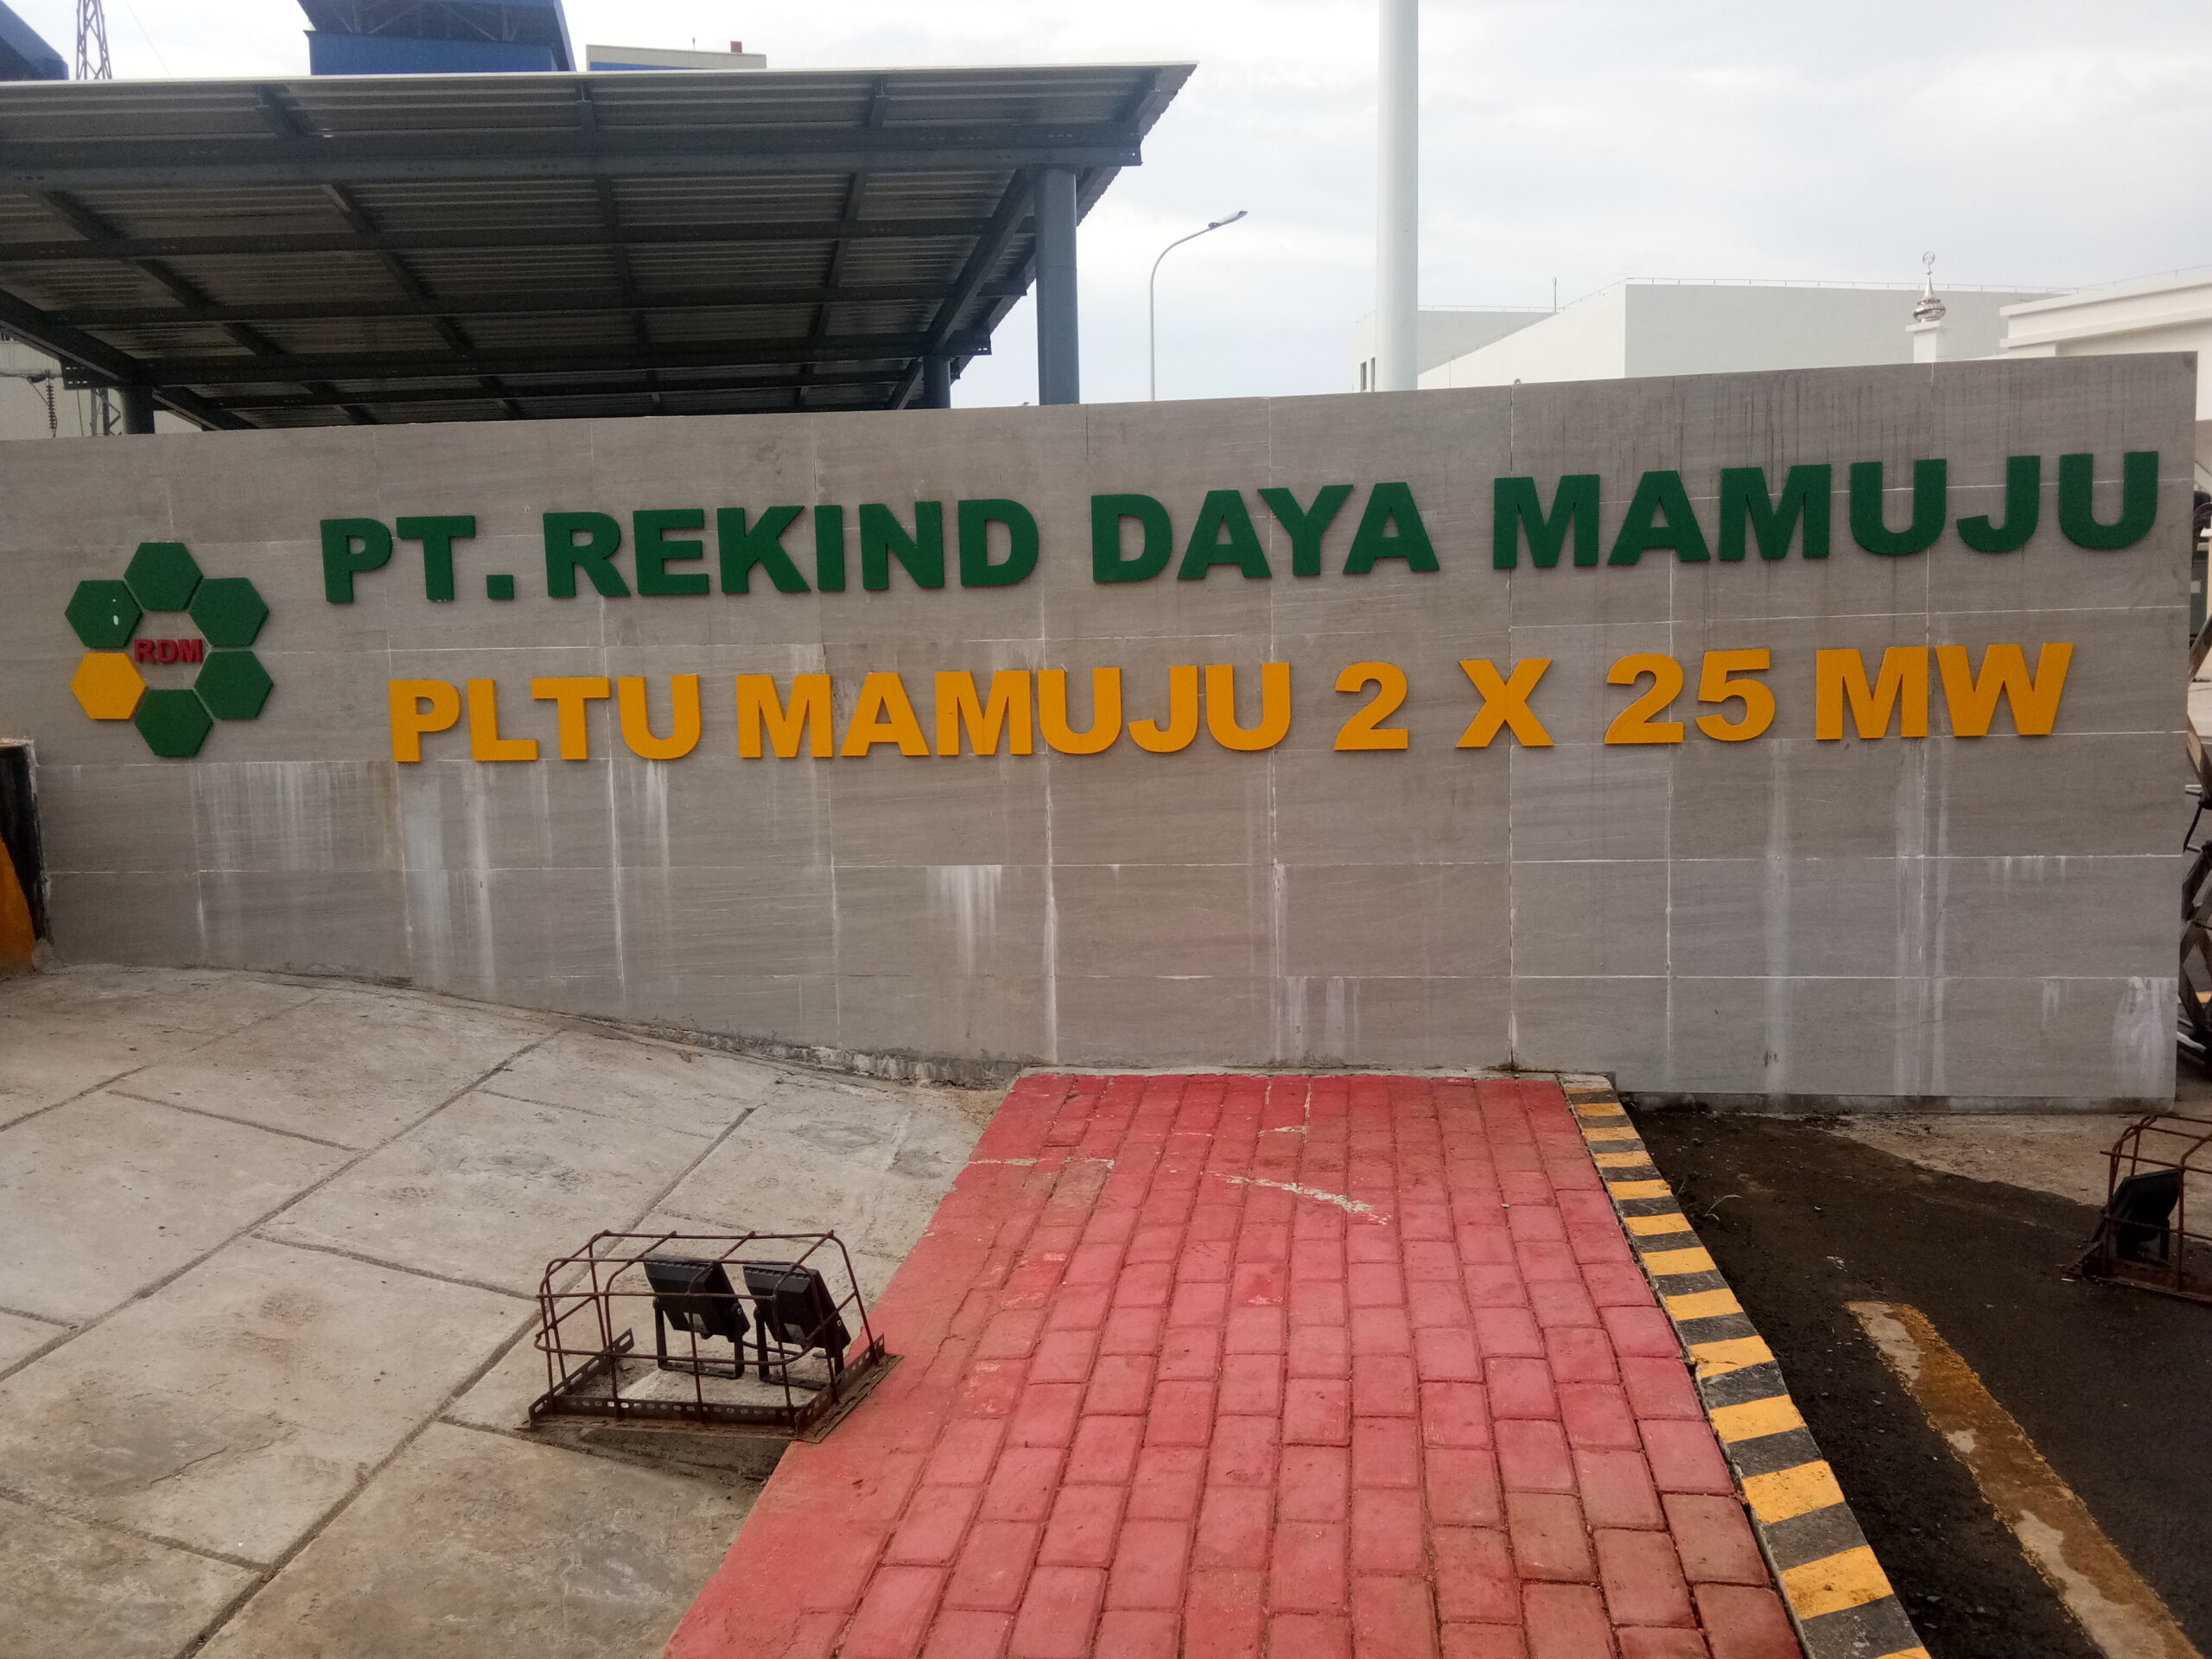 PT. REKIND DAYA MAMUJU
RDM
PLTU MAMUJU 2 X 25 MW